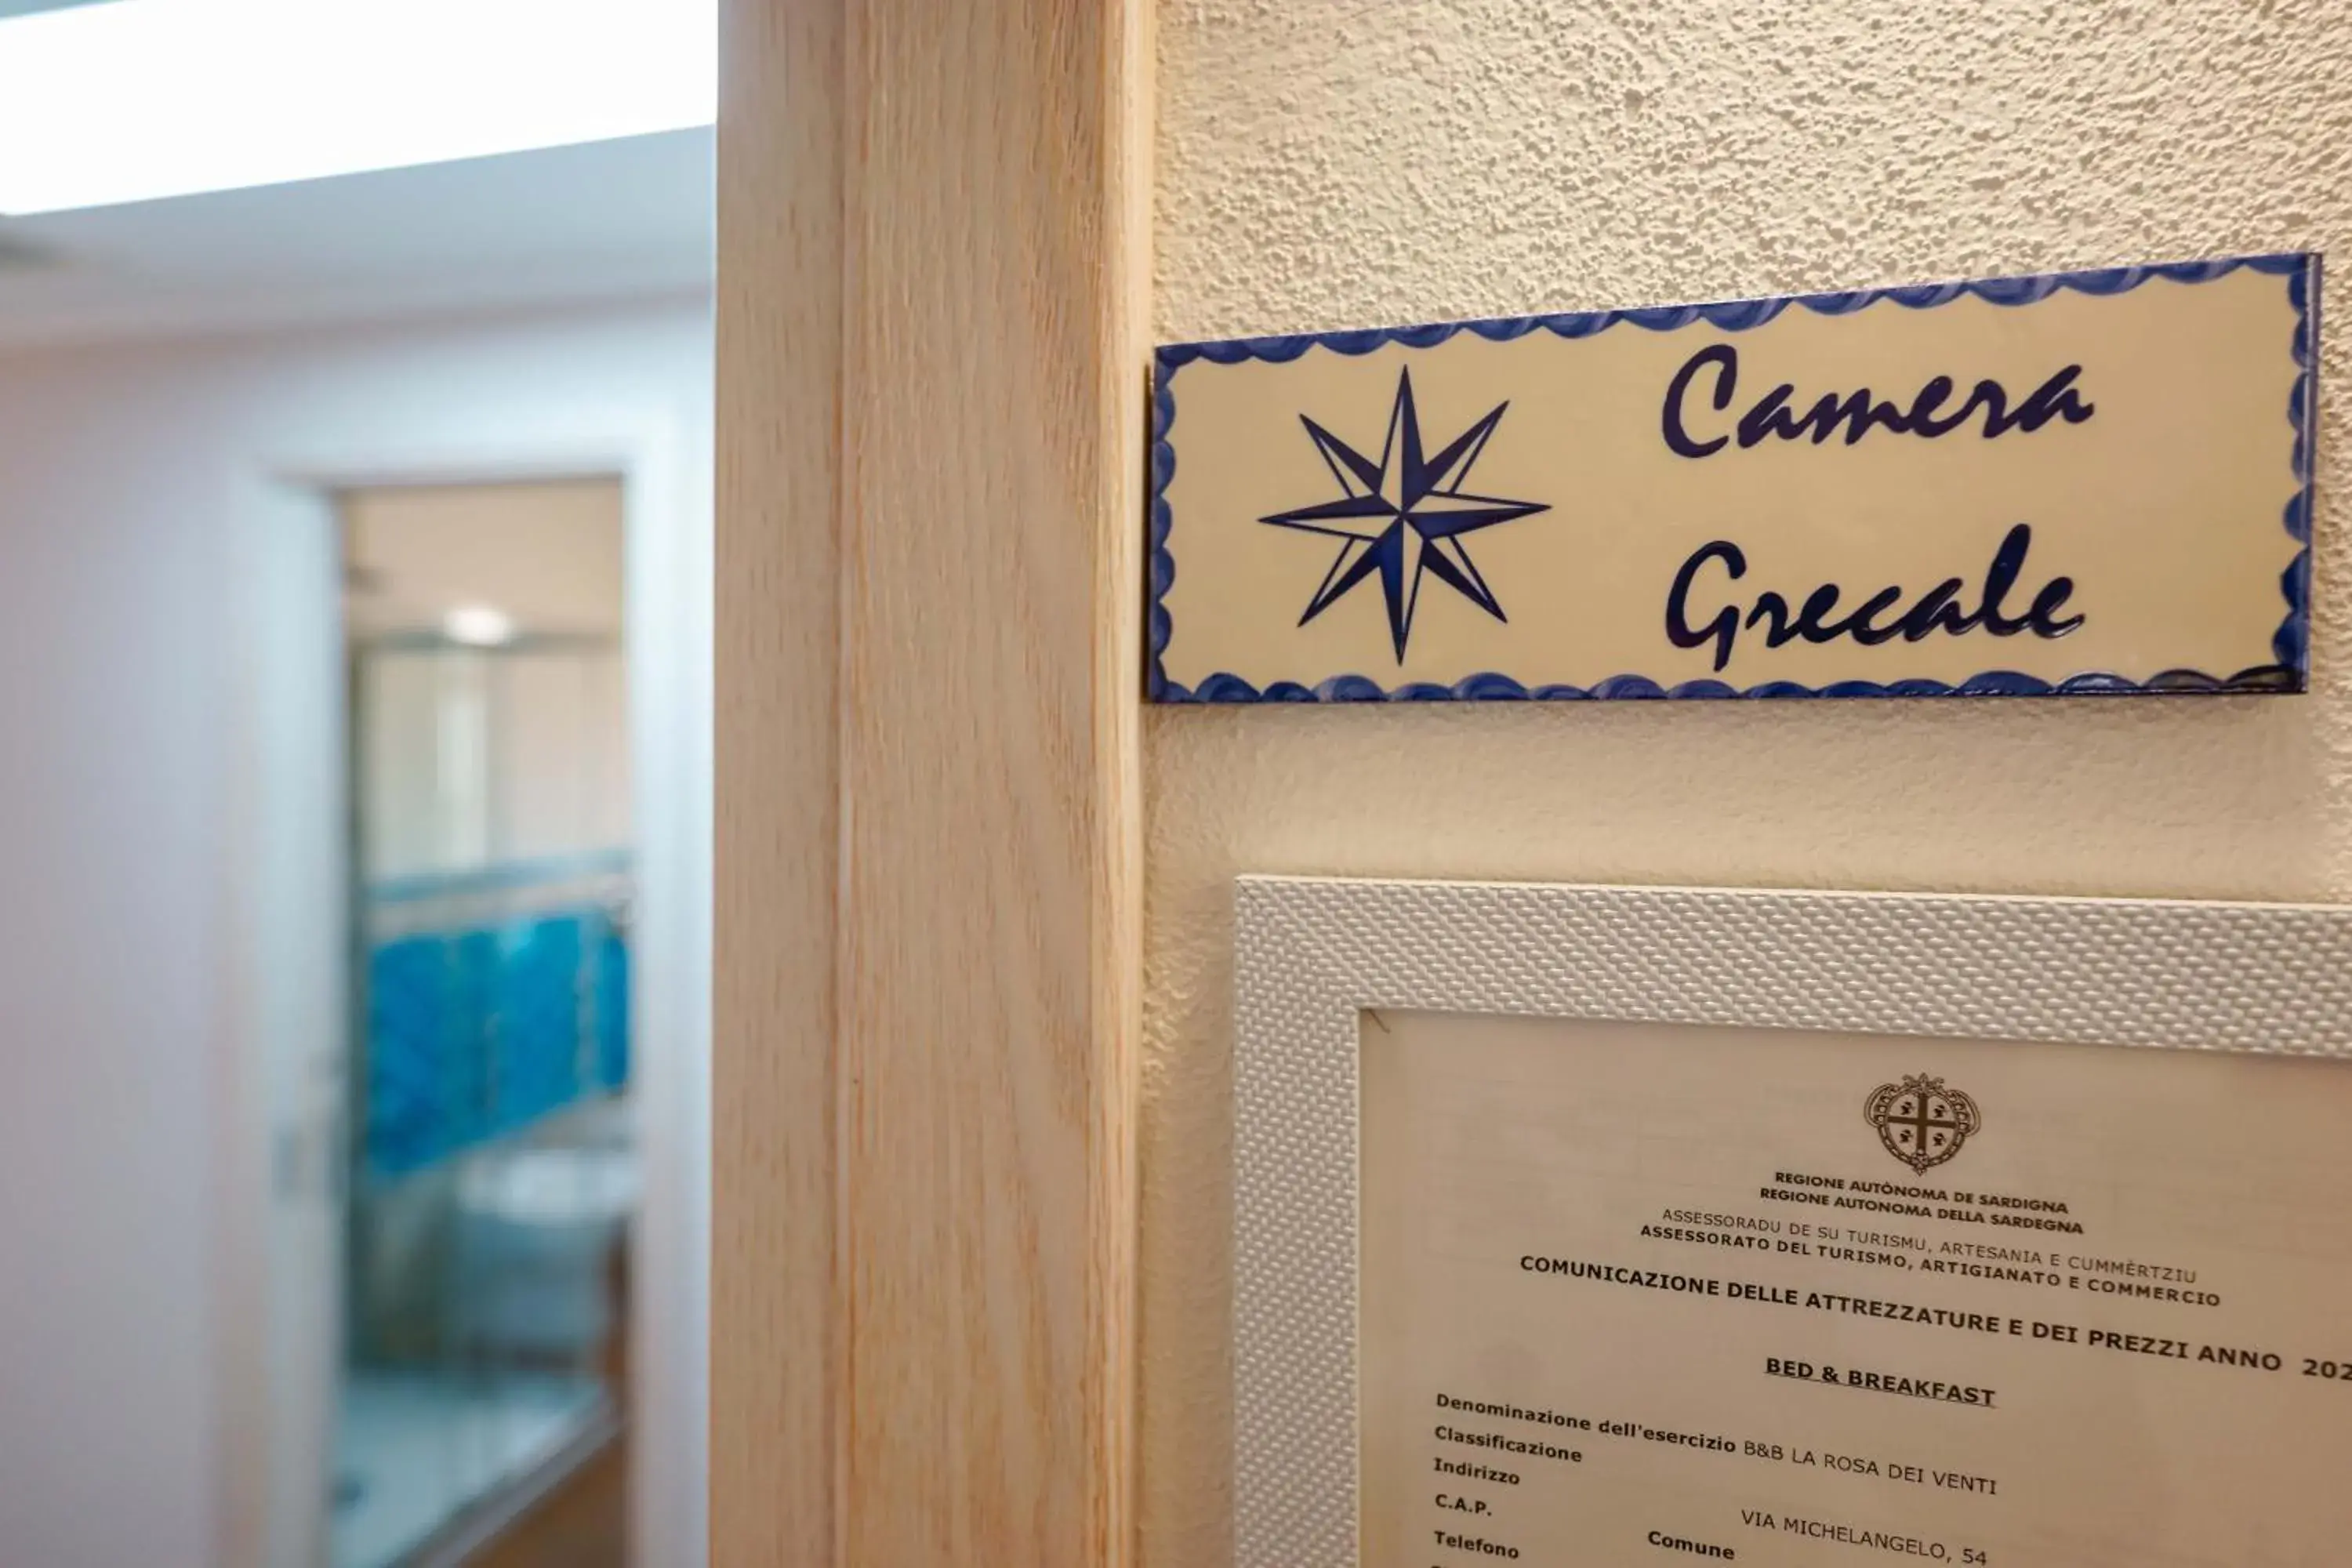 Camera
Grecale
REGIONE AUTÒNOMA DE SARDIGNA
REGIONE AUTONOMA DELLA SARDEGNA
ASSESSORADU DE SU TURISMU, ARTESANIA E CUMMÈRTZIU
ASSESSORATO DEL TURISMO, ARTIGIANATO E COMMERCIO
COMUNICAZIONE DELLE ATTREZZATURE E DEI PREZZI ANNO 202
BED & BREAKFAST
Denominazione dell'esercizio B&B LA ROSA DEI VENTI
Classificazione
Indirizzo VIA MICHELANGELO, 54
C.A.P. Comune
Telefono